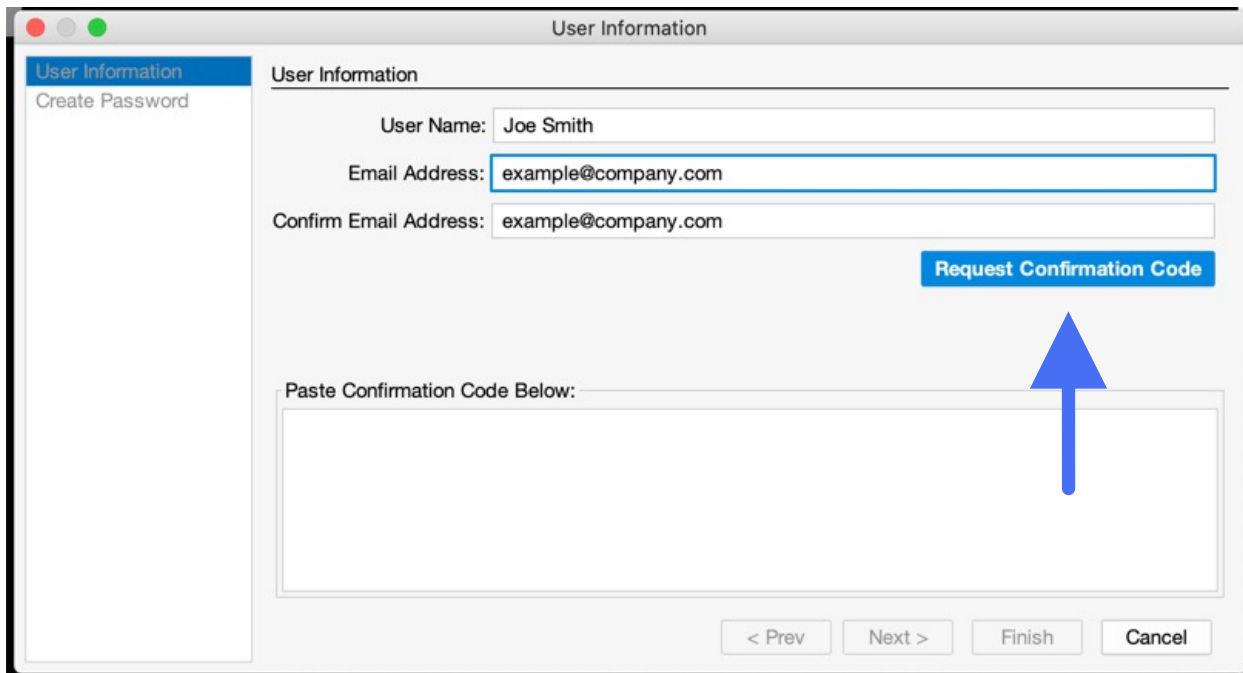 User Information
User Information
Create Password
User Information
User Name: Joe Smith
Email Address: example@company.com
Confirm Email Address: example@company.com
Request Confirmation Code
Paste Confirmation Code Below:
< Prev Next > Finish Cancel